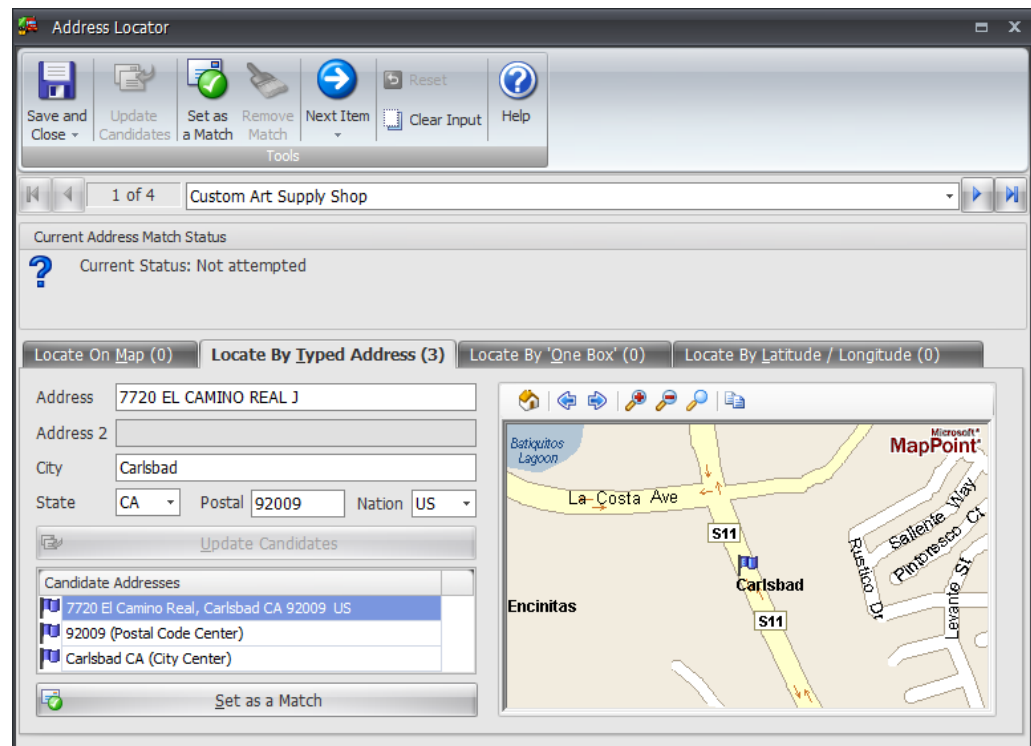 Address Locator
X
Save and Close
Update Candidates
Set as a Match
Remove Match
Next Item
Reset
Clear Input
Help
Tools
1 of 4
Custom Art Supply Shop
Current Address Match Status
Current Status: Not attempted
Locate On Map (0)
Locate By Typed Address (3)
Locate By 'One Box' (0)
Locate By Latitude / Longitude (0)
Address
7720 EL CAMINO REAL J
Address 2
City
Carlsbad
State
CA
Postal
92009
Nation
US
Update Candidates
Candidate Addresses
7720 El Camino Real, Carlsbad CA 92009 US
92009 (Postal Code Center)
Carlsbad CA (City Center)
Set as a Match
Batiquitos
Lagoon
Microsoft*
MapPoint*
La Costa Ave
S11
Saliente Way
Pintoresco Ct
Rustico Dr
Levante St
Carlsbad
Encinitas
S11